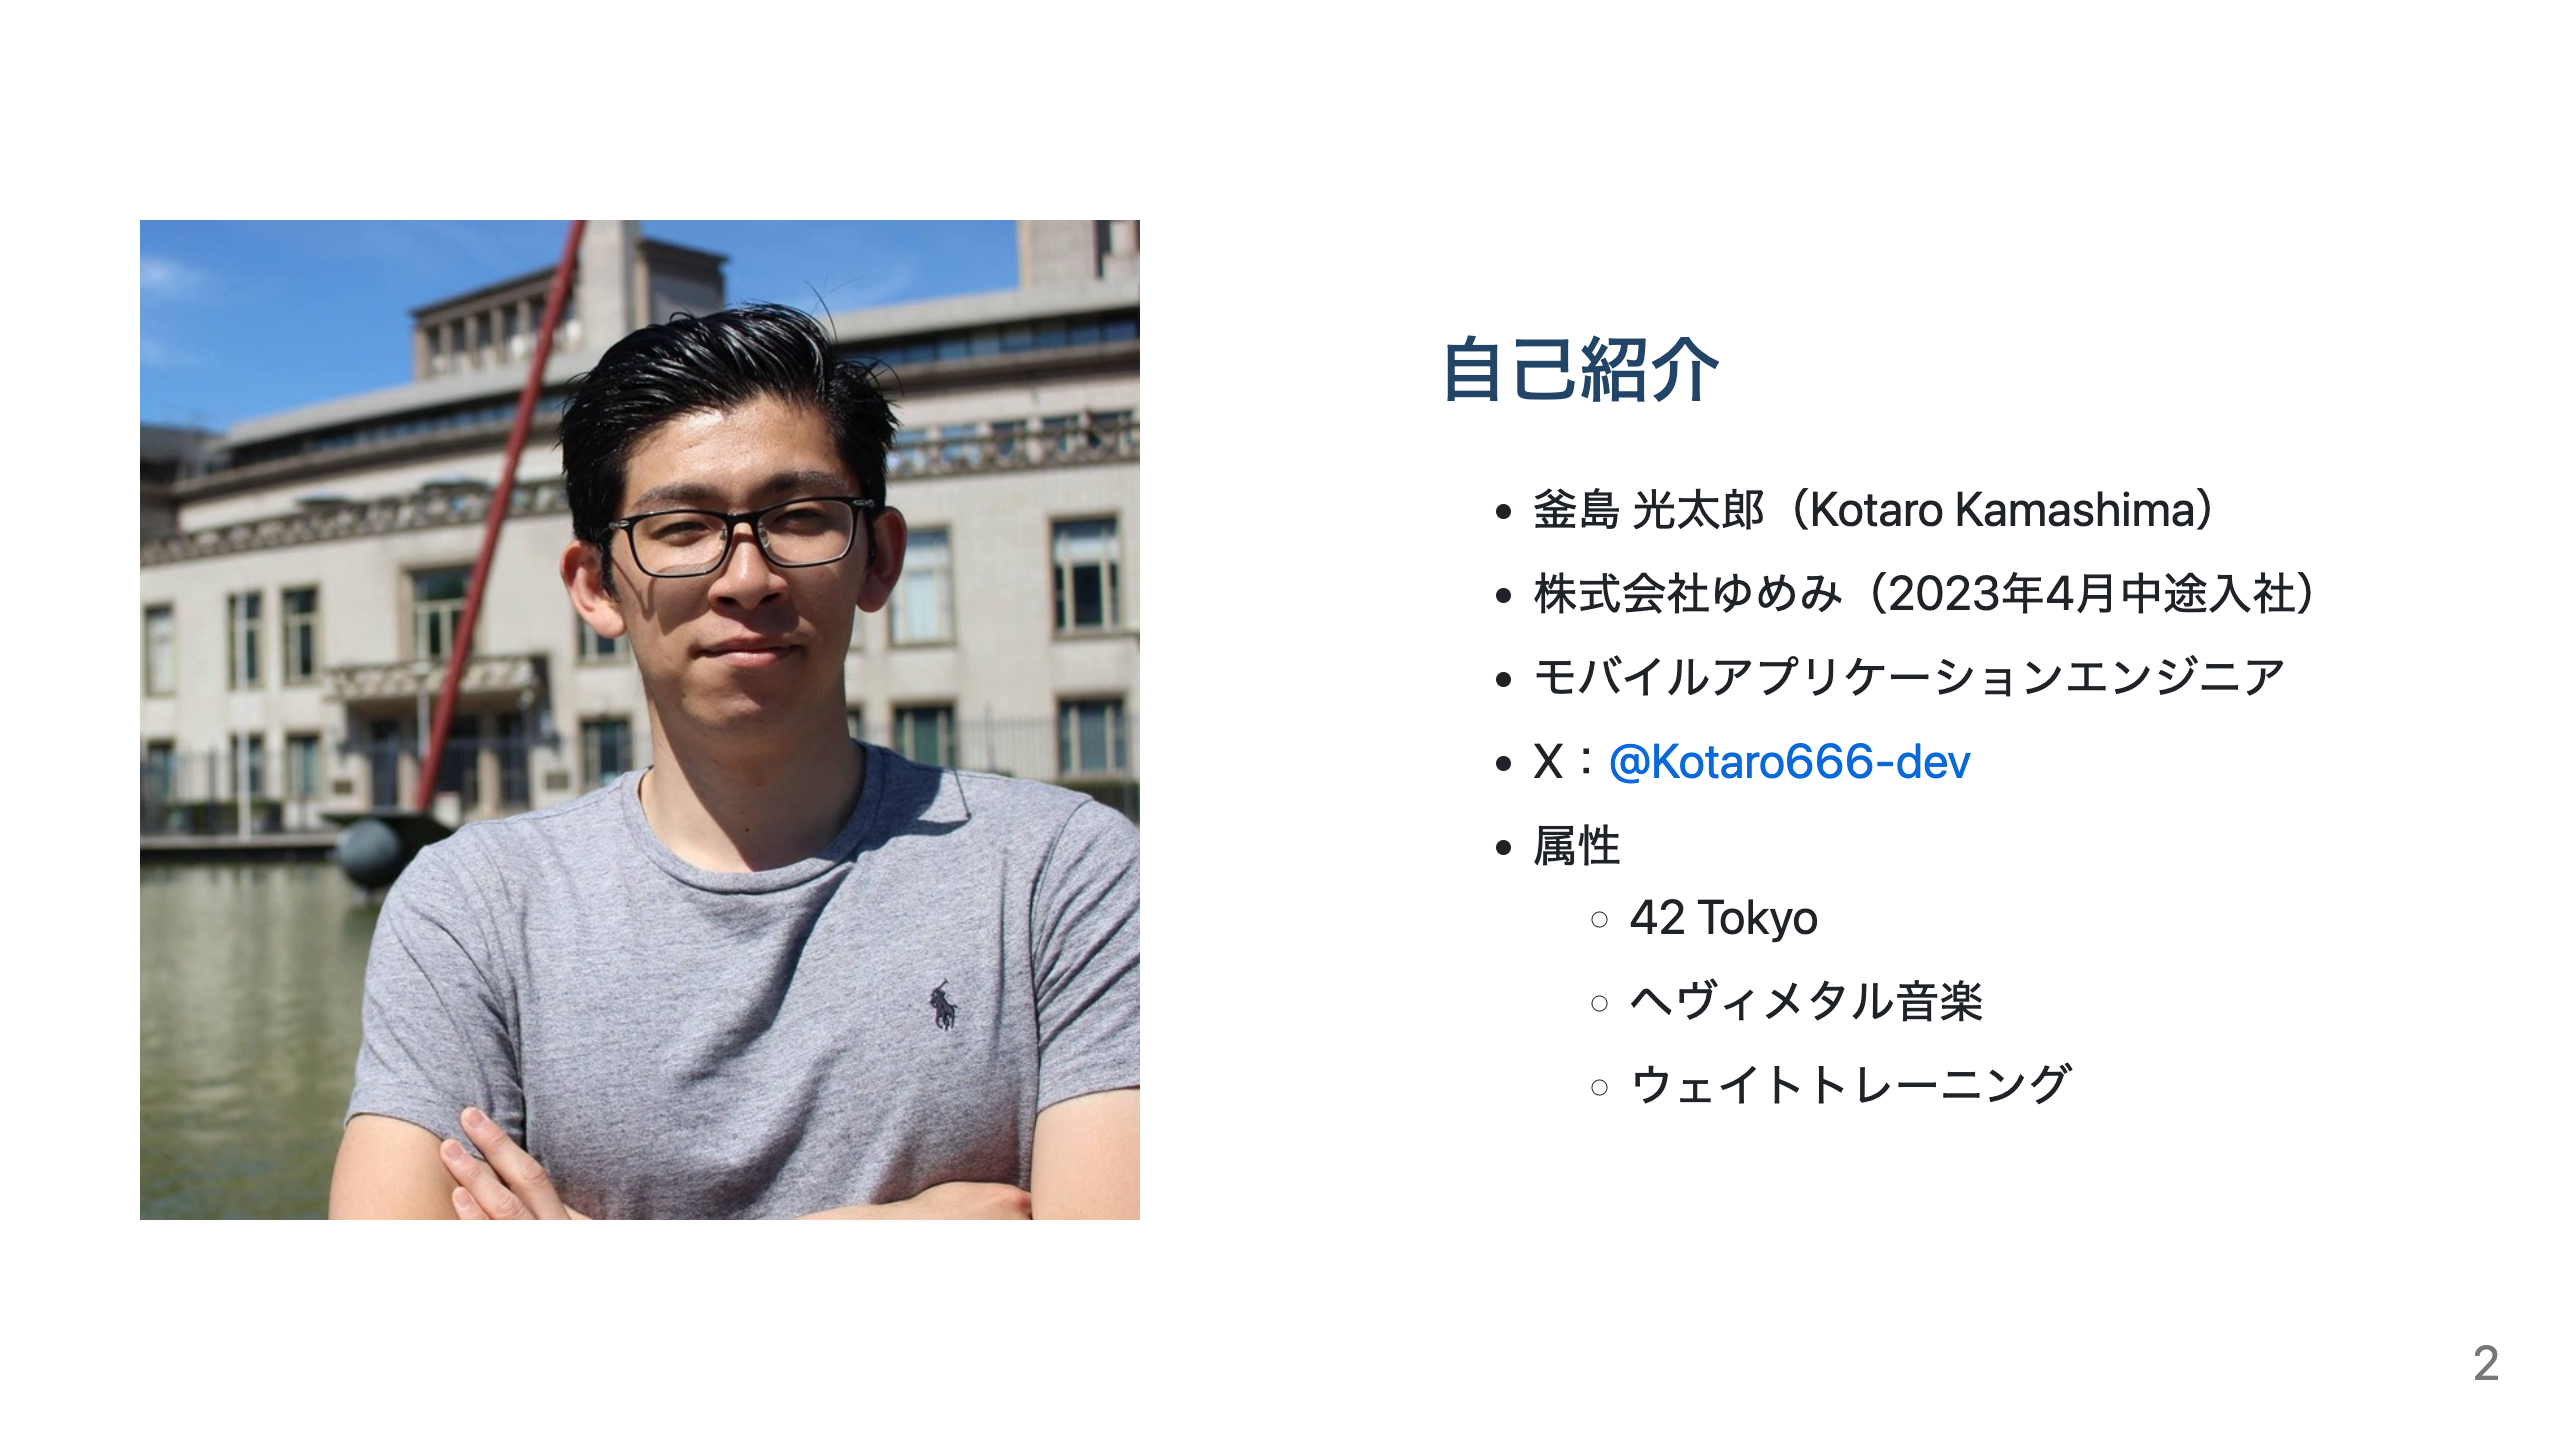 自己紹介
釜島 光太郎（Kotaro Kamashima）
株式会社ゆめみ（2023年4月中途入社）
モバイルアプリケーションエンジニア
X：@Kotaro666-dev
属性
42 Tokyo
ヘヴィメタル音楽
ウェイトトレーニング
2